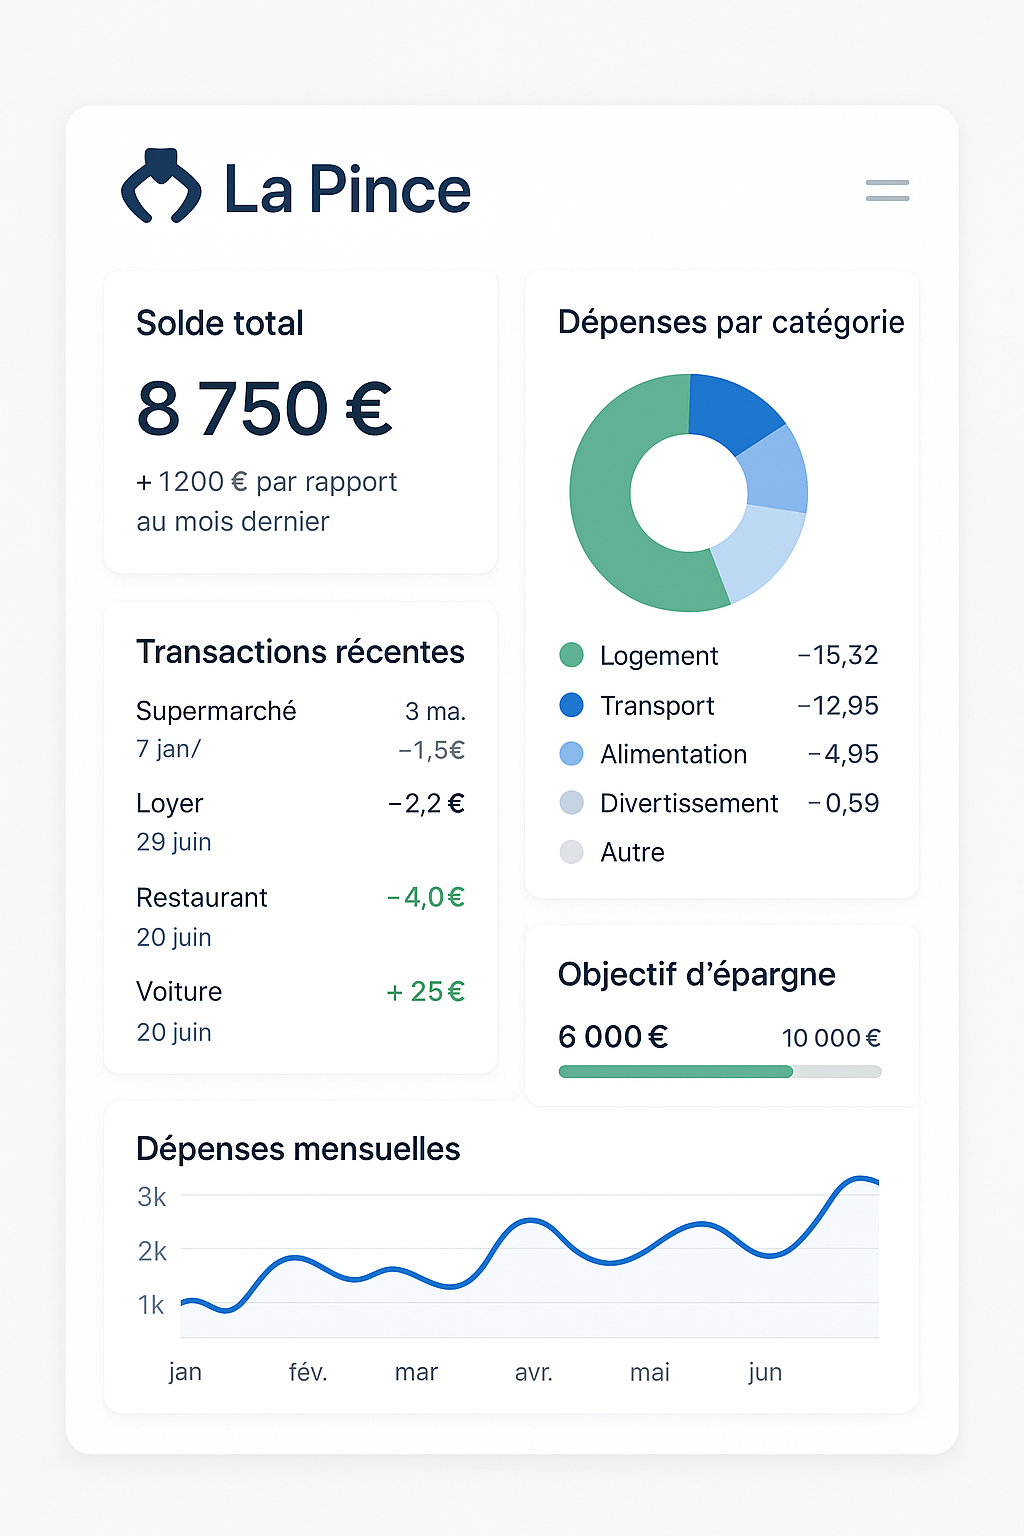 La Pince
Solde total
8 750 €
+ 1200 € par rapport
au mois dernier
Dépenses par catégorie
Logement −15,32
Transport −12,95
Alimentation −4,95
Divertissement −0,59
Autre
Transactions récentes
Supermarché 3 ma.
7 jan/ −1,5€
Loyer −2,2 €
29 juin
Restaurant −4,0€
20 juin
Voiture + 25€
20 juin
Objectif d’épargne
6 000 € 10 000 €
Dépenses mensuelles
3k
2k
1k
jan fév. mar avr. mai jun